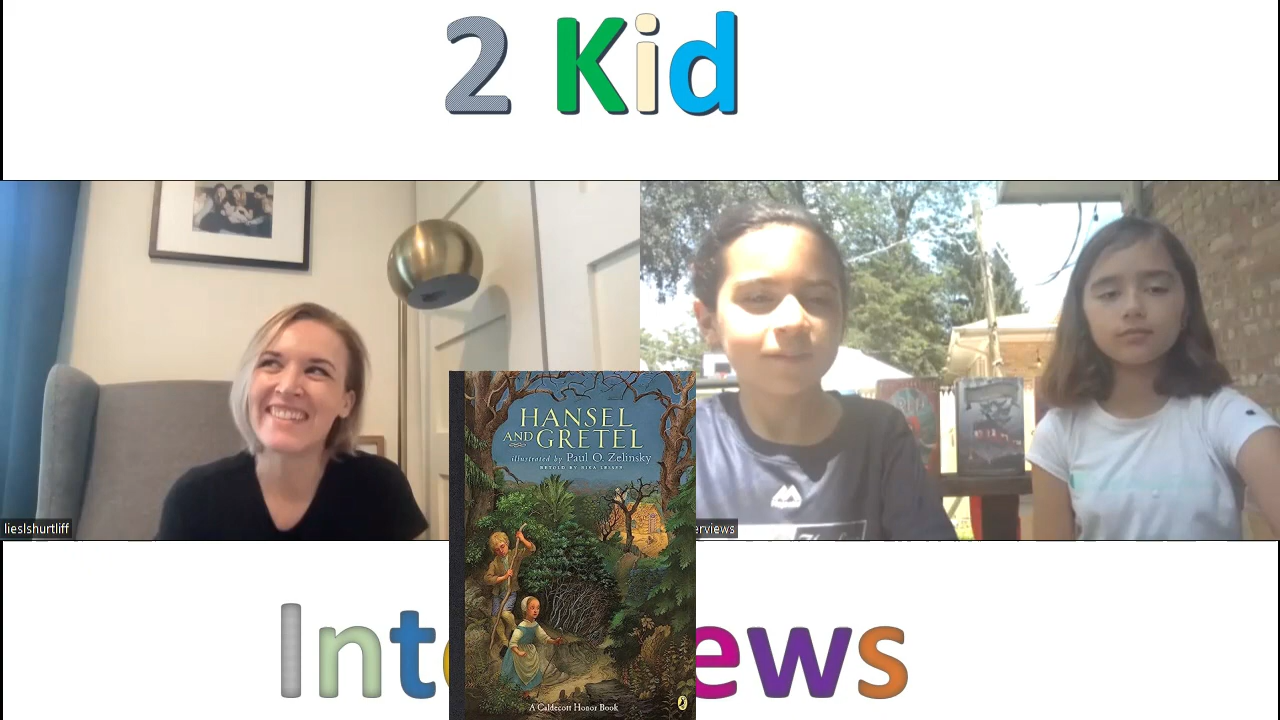 2 Kid
lieslshurtliff
erviews
HANSEL
AND GRETEL
illustrated by Paul O. Zelinsky
RETOLD BY RIKA LESSER
A Caldecott Honor Book
Int ews